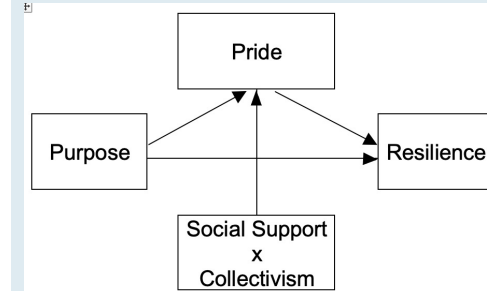 Pride
Purpose
Resilience
Social Support
x
Collectivism